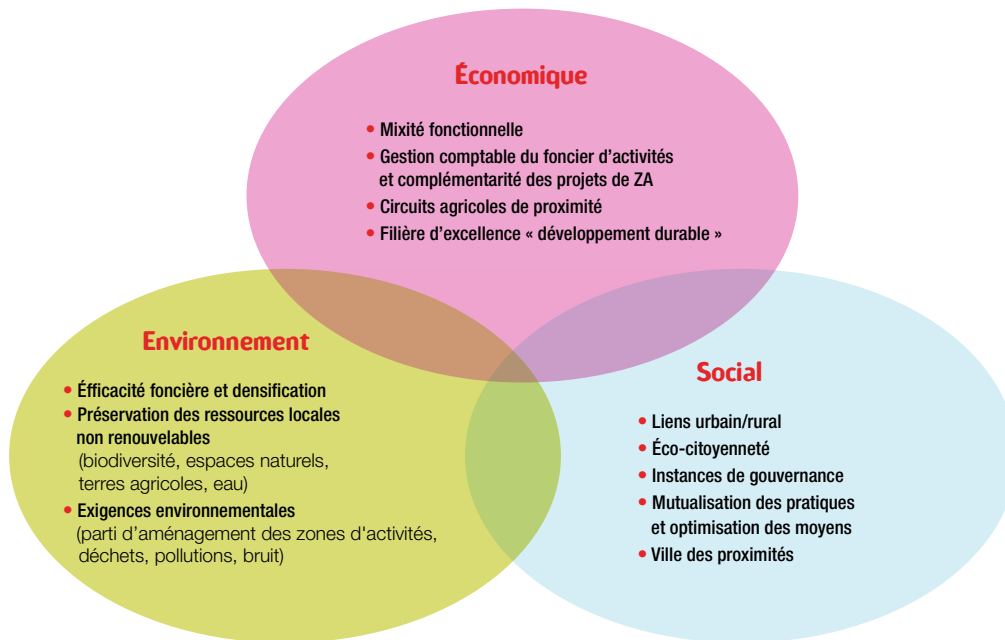 Économique
• Mixité fonctionnelle
• Gestion comptable du foncier d'activités
et complémentarité des projets de ZA
• Circuits agricoles de proximité
• Filière d'excellence « développement durable »
Environnement
• Éfficacité foncière et densification
• Préservation des ressources locales
non renouvelables
(biodiversité, espaces naturels,
terres agricoles, eau)
• Exigences environnementales
(parti d'aménagement des zones d'activités,
déchets, pollutions, bruit)
Social
• Liens urbain/rural
• Éco-citoyenneté
• Instances de gouvernance
• Mutualisation des pratiques
et optimisation des moyens
• Ville des proximités